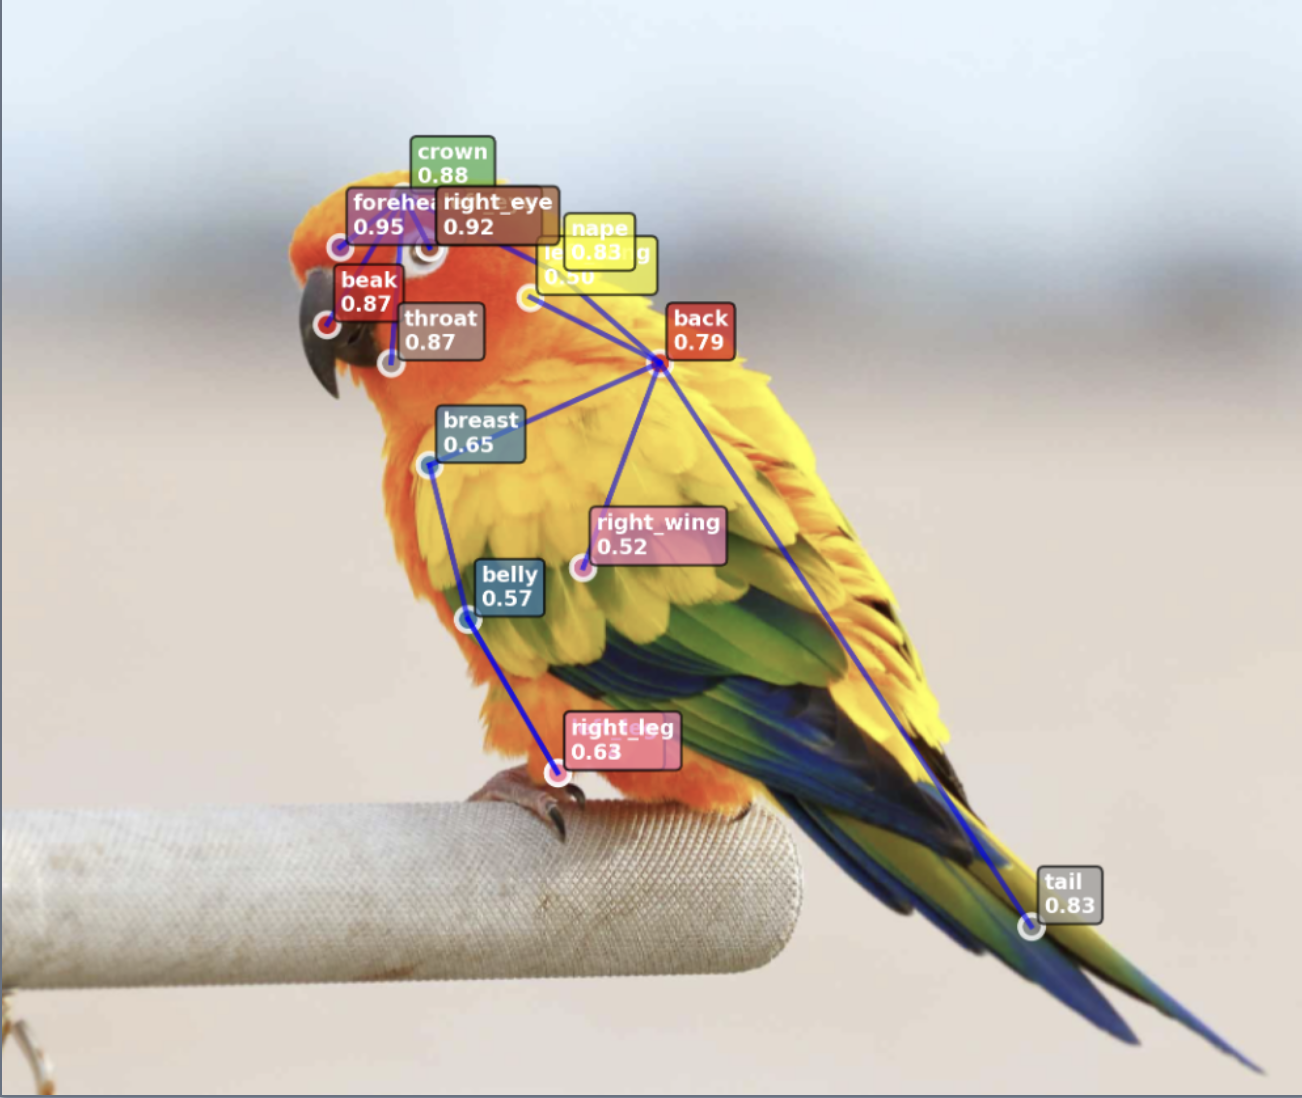 crown
0.88
forehea
0.95
right_eye
0.92
nape
0.83
0.50
beak
0.87
throat
0.87
back
0.79
breast
0.65
right_wing
0.52
belly
0.57
right_leg
0.63
tail
0.83